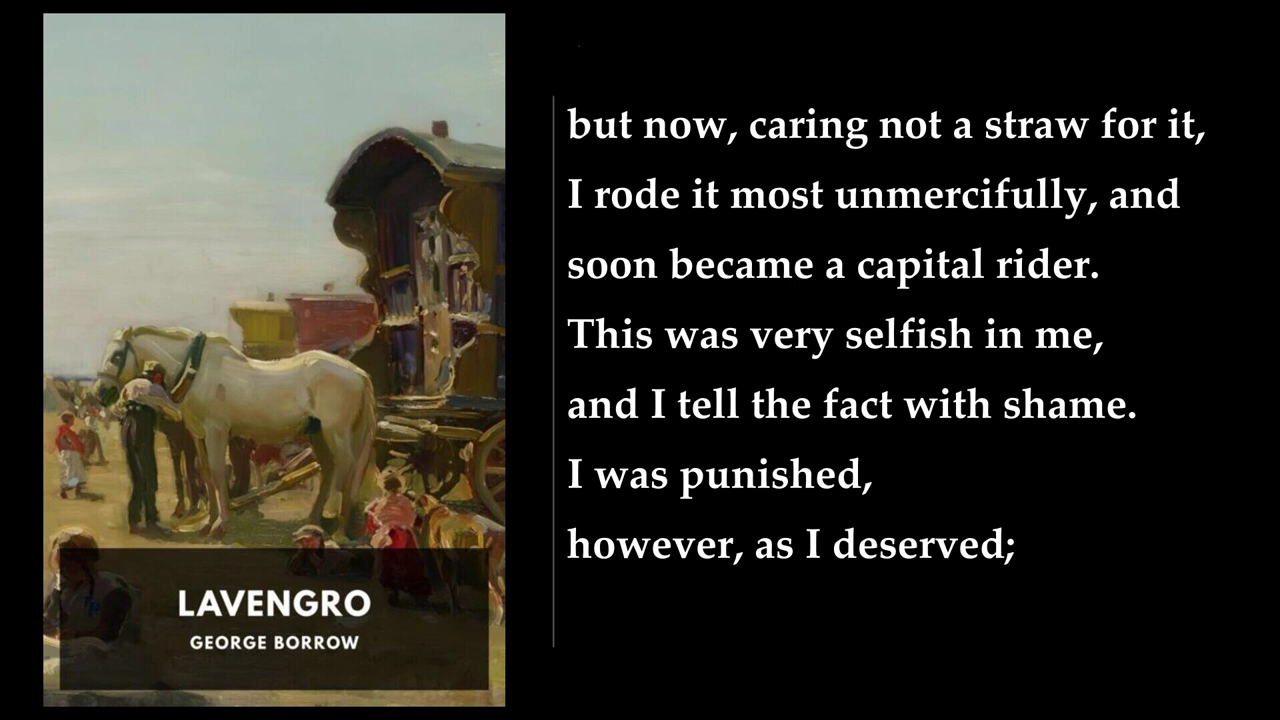 LAVENGRO
GEORGE BORROW
but now, caring not a straw for it,
I rode it most unmercifully, and
soon became a capital rider.
This was very selfish in me,
and I tell the fact with shame.
I was punished,
however, as I deserved;